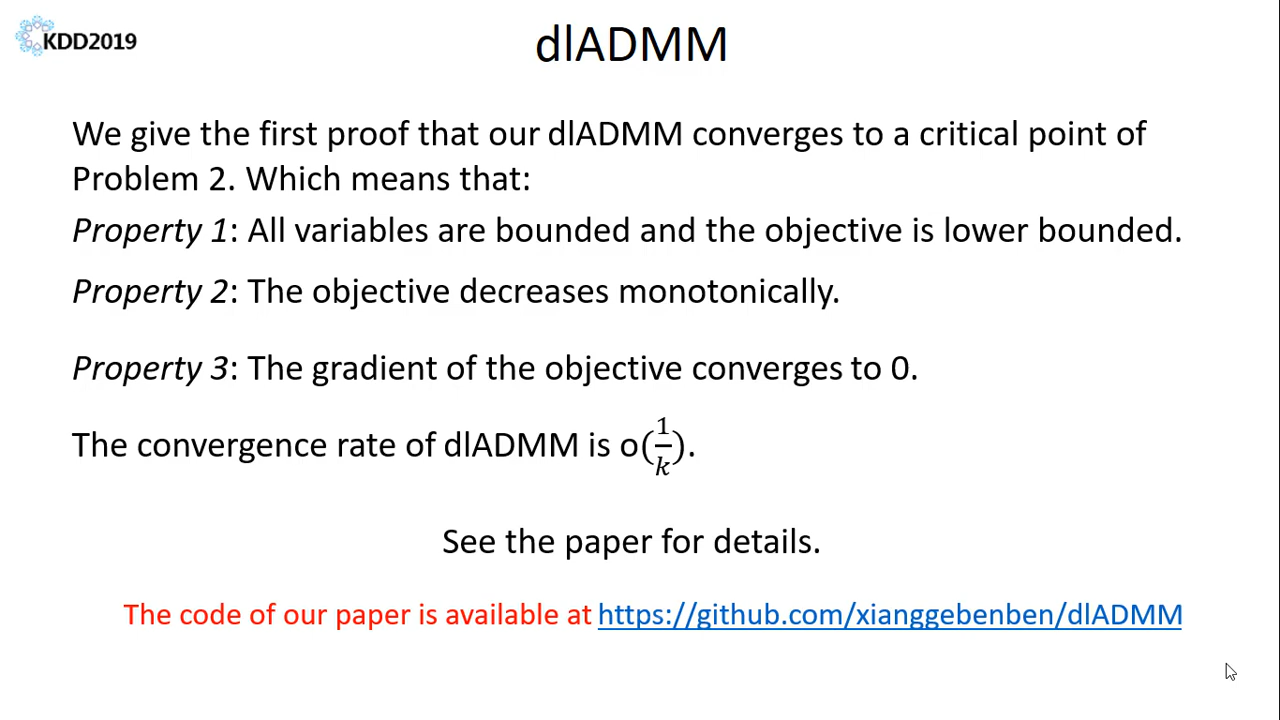 KDD2019
dlADMM
We give the first proof that our dlADMM converges to a critical point of
Problem 2. Which means that:
Property 1: All variables are bounded and the objective is lower bounded.
Property 2: The objective decreases monotonically.
Property 3: The gradient of the objective converges to 0.
The convergence rate of dlADMM is o(1/k).
See the paper for details.
The code of our paper is available at https://github.com/xianggebenben/dlADMM